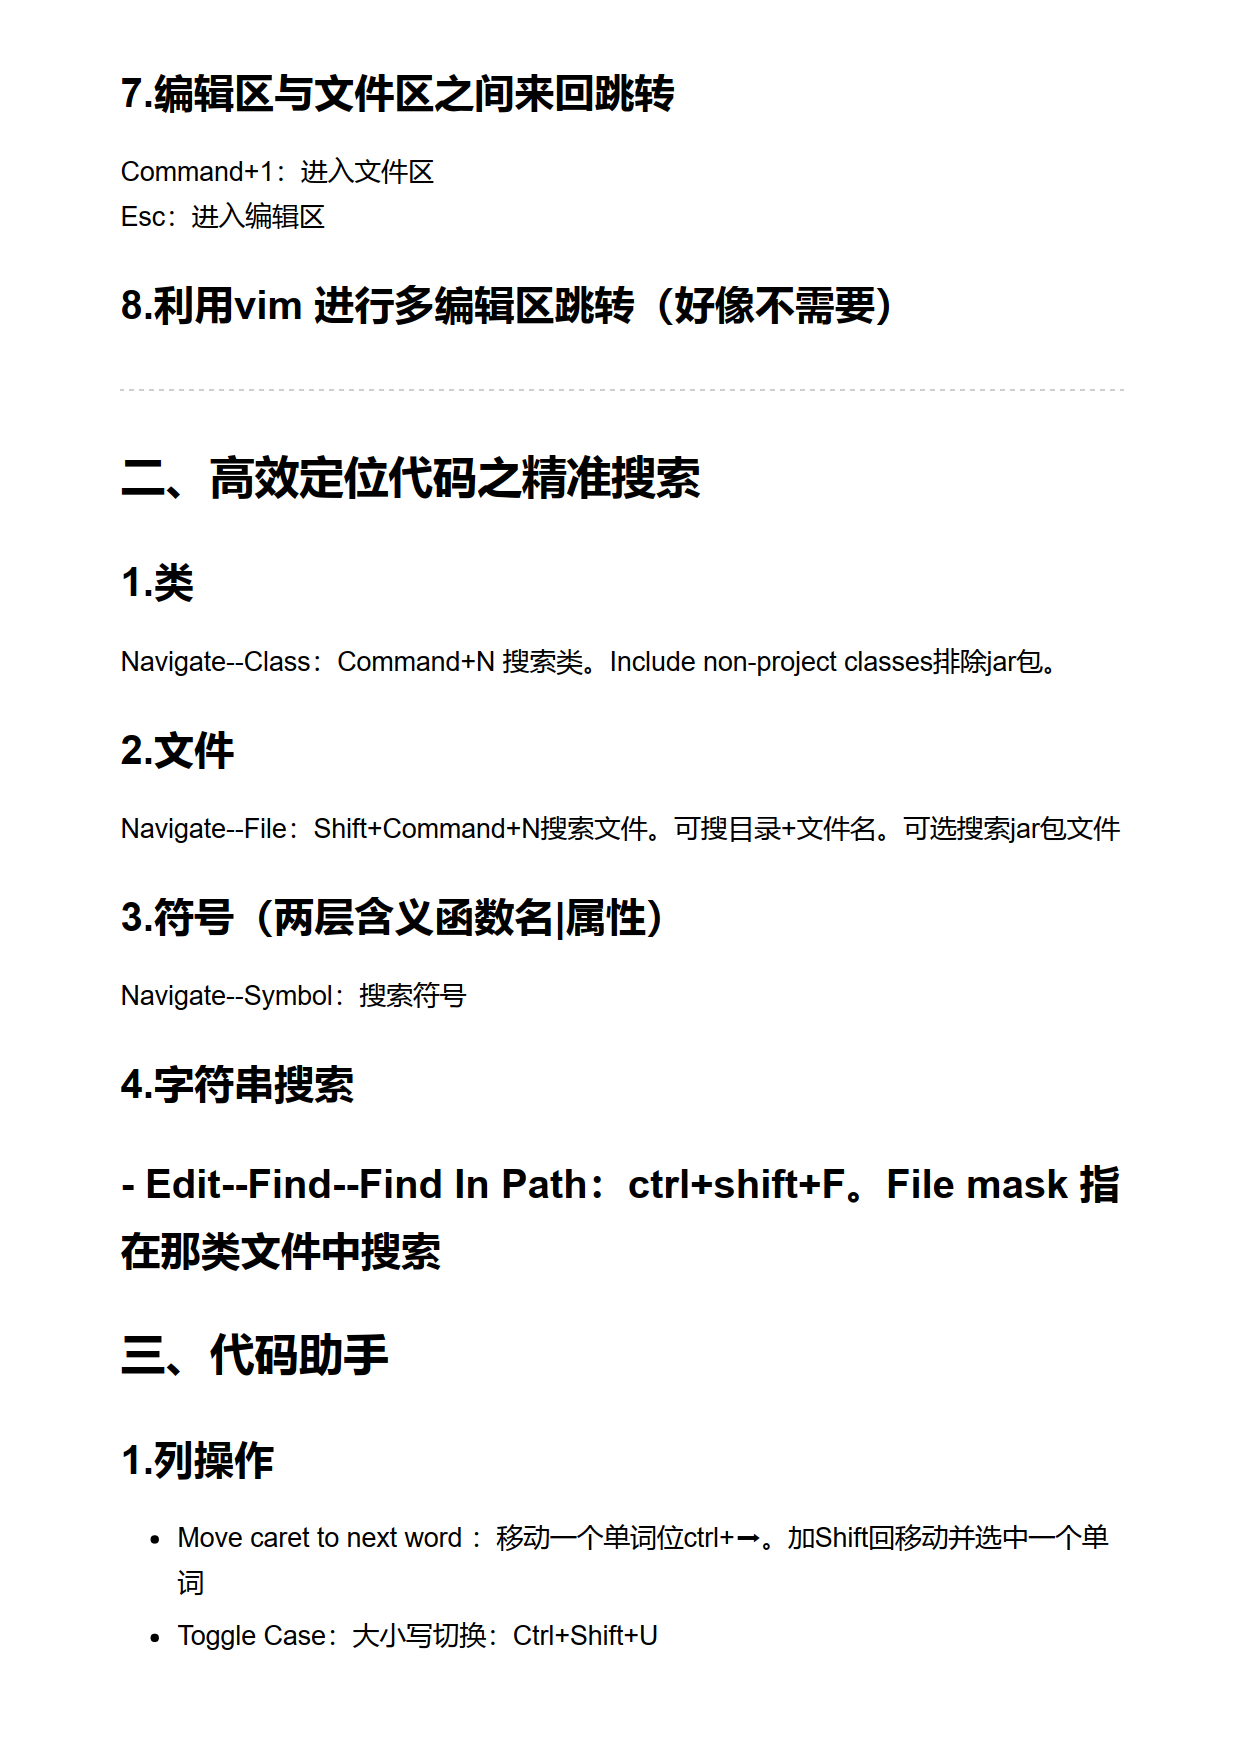 7.编辑区与文件区之间来回跳转
Command+1：进入文件区
Esc：进入编辑区
8.利用vim 进行多编辑区跳转（好像不需要）
二、高效定位代码之精准搜索
1.类
Navigate--Class：Command+N 搜索类。Include non-project classes排除jar包。
2.文件
Navigate--File：Shift+Command+N搜索文件。可搜目录+文件名。可选搜索jar包文件
3.符号（两层含义函数名|属性）
Navigate--Symbol：搜索符号
4.字符串搜索
- Edit--Find--Find In Path：ctrl+shift+F。File mask 指
在那类文件中搜索
三、代码助手
1.列操作
• Move caret to next word ：移动一个单词位ctrl+➞。加Shift回移动并选中一个单
词
• Toggle Case：大小写切换：Ctrl+Shift+U